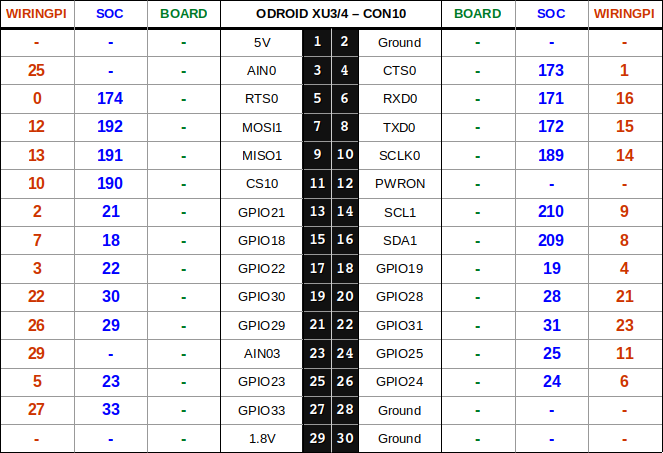 WIRINGPI SOC BOARD ODROID XU3/4 – CON10 BOARD SOC WIRINGPI
- - - 5V 1 2 Ground - - -
25 - - AIN0 3 4 CTS0 - 173 1
0 174 - RTS0 5 6 RXD0 - 171 16
12 192 - MOSI1 7 8 TXD0 - 172 15
13 191 - MISO1 9 10 SCLK0 - 189 14
10 190 - CS10 11 12 PWRON - - -
2 21 - GPIO21 13 14 SCL1 - 210 9
7 18 - GPIO18 15 16 SDA1 - 209 8
3 22 - GPIO22 17 18 GPIO19 - 19 4
22 30 - GPIO30 19 20 GPIO28 - 28 21
26 29 - GPIO29 21 22 GPIO31 - 31 23
29 - - AIN03 23 24 GPIO25 - 25 11
5 23 - GPIO23 25 26 GPIO24 - 24 6
27 33 - GPIO33 27 28 Ground - - -
- - - 1.8V 29 30 Ground - - -